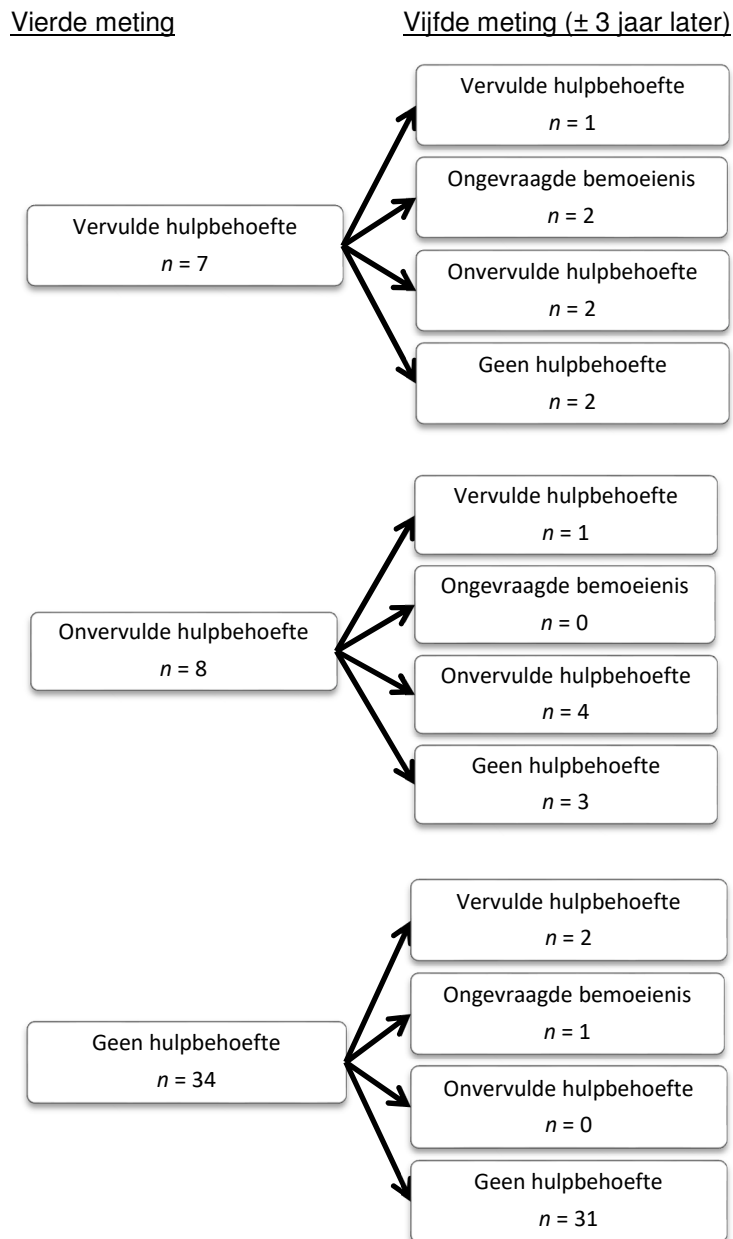 Vierde meting
Vijfde meting (± 3 jaar later)
Vervulde hulpbehoefte
n = 7
Vervulde hulpbehoefte
n = 1
Ongevraagde bemoeienis
n = 2
Onvervulde hulpbehoefte
n = 2
Geen hulpbehoefte
n = 2
Onvervulde hulpbehoefte
n = 8
Vervulde hulpbehoefte
n = 1
Ongevraagde bemoeienis
n = 0
Onvervulde hulpbehoefte
n = 4
Geen hulpbehoefte
n = 3
Geen hulpbehoefte
n = 34
Vervulde hulpbehoefte
n = 2
Ongevraagde bemoeienis
n = 1
Onvervulde hulpbehoefte
n = 0
Geen hulpbehoefte
n = 31